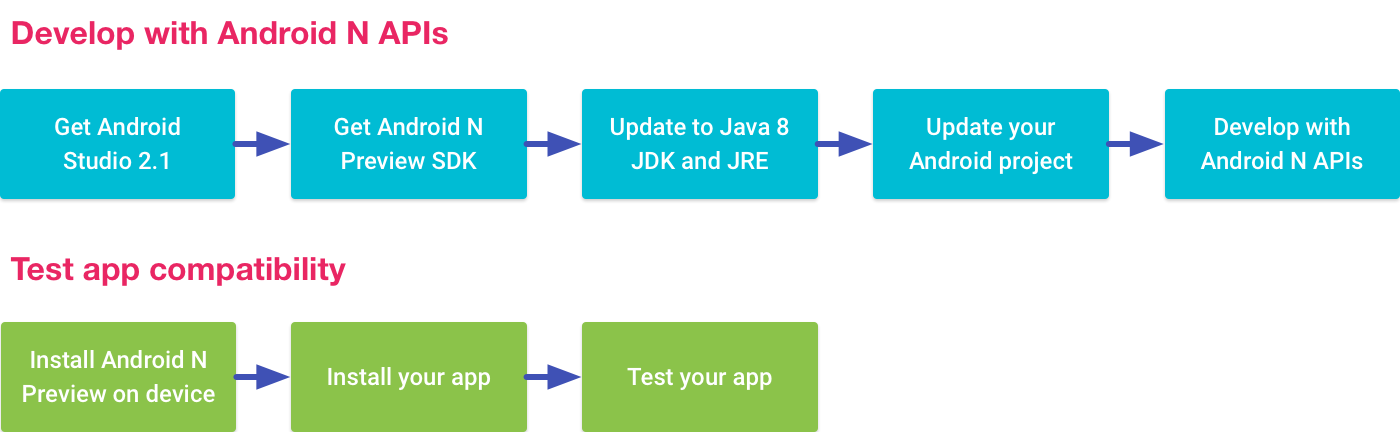 Develop with Android N APIs
Get Android
Studio 2.1
Get Android N
Preview SDK
Update to Java 8
JDK and JRE
Update your
Android project
Develop with
Android N APIs
Test app compatibility
Install Android N
Preview on device
Install your app
Test your app